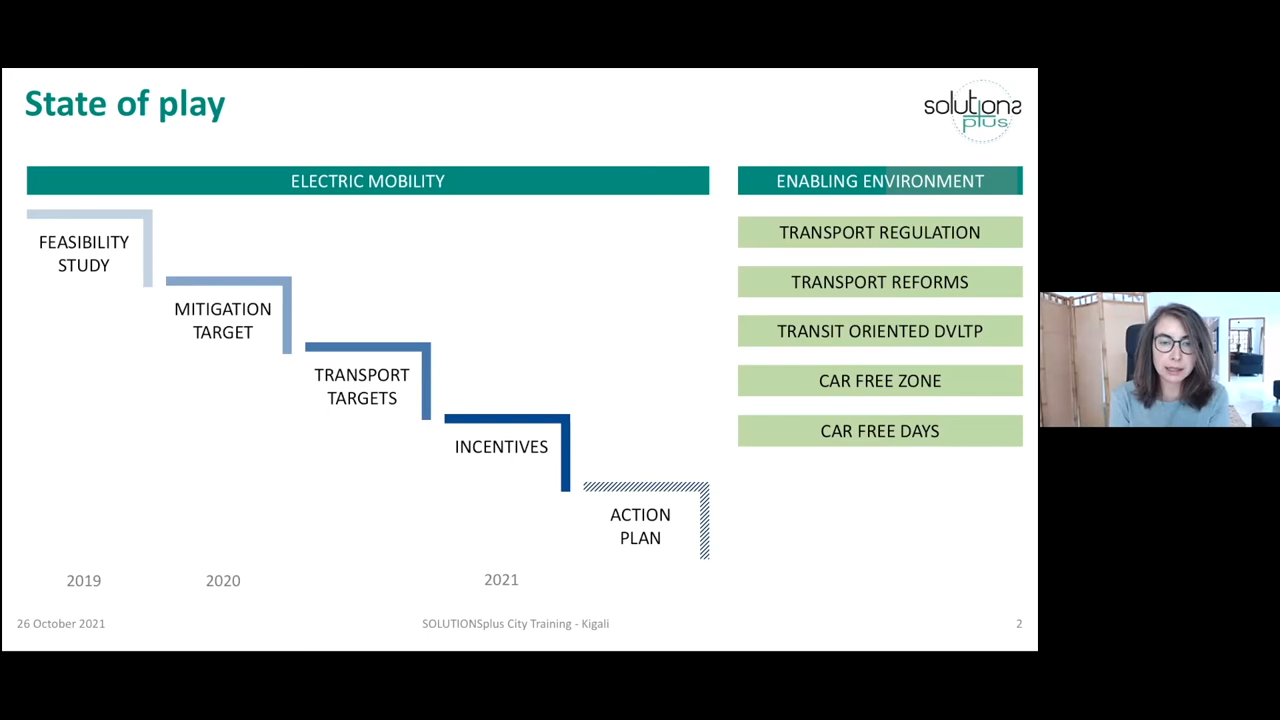 State of play
solutions
plus
ELECTRIC MOBILITY
ENABLING ENVIRONMENT
FEASIBILITY
STUDY
MITIGATION
TARGET
TRANSPORT
TARGETS
INCENTIVES
ACTION
PLAN
2019
2020
2021
TRANSPORT REGULATION
TRANSPORT REFORMS
TRANSIT ORIENTED DVLTP
CAR FREE ZONE
CAR FREE DAYS
26 October 2021
SOLUTIONSplus City Training - Kigali
2